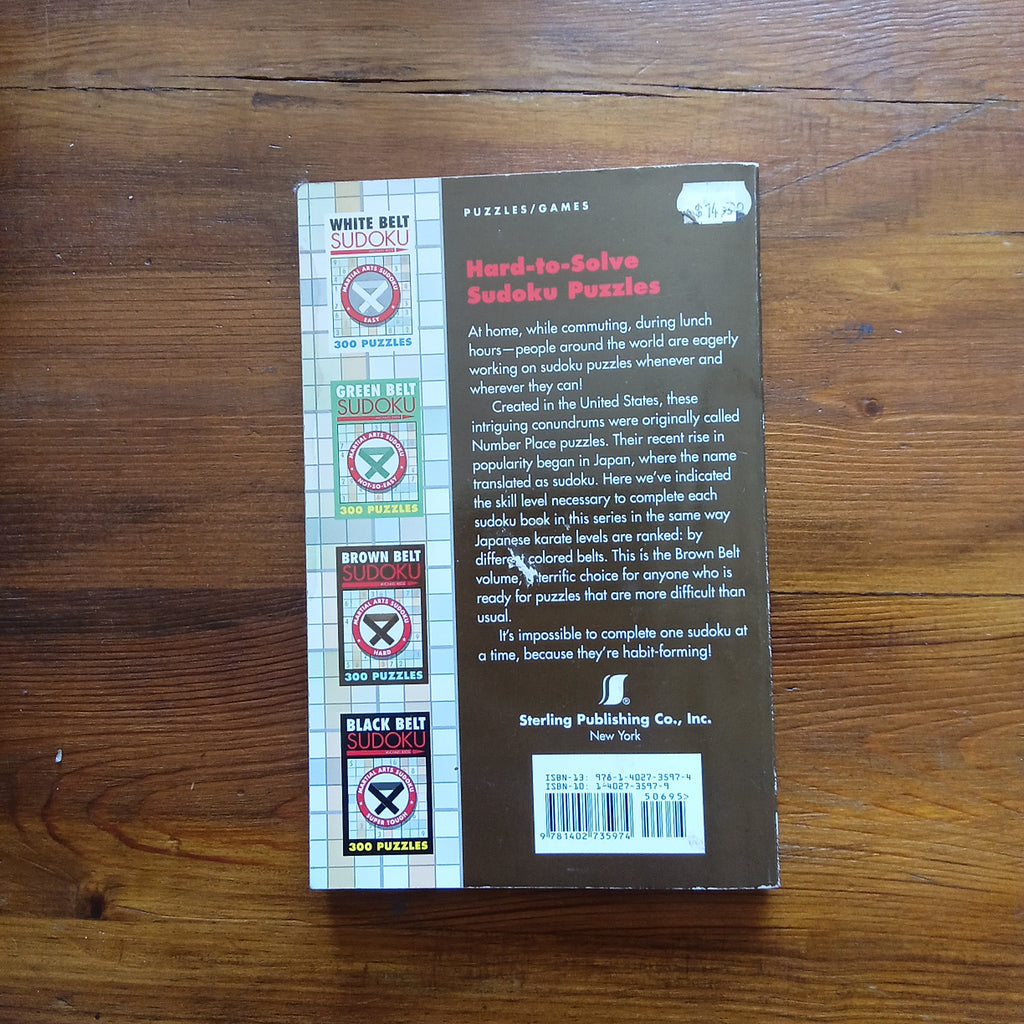 WHITE BELT
SUDOKU
MARTIAL ARTS SUDOKU
EASY
300 PUZZLES
GREEN BELT
SUDOKU
MARTIAL ARTS SUDOKU
NOT-SO-EASY
300 PUZZLES
BROWN BELT
SUDOKU
MARTIAL ARTS SUDOKU
HARD
300 PUZZLES
BLACK BELT
SUDOKU
MARTIAL ARTS SUDOKU
SUPER TOUGH
300 PUZZLES
PUZZLES/GAMES
Hard-to-Solve
Sudoku Puzzles
At home, while commuting, during lunch
hours—people around the world are eagerly
working on sudoku puzzles whenever and
wherever they can!
Created in the United States, these
intriguing conundrums were originally called
Number Place puzzles. Their recent rise in
popularity began in Japan, where the name
translated as sudoku. Here we've indicated
the skill level necessary to complete each
sudoku book in this series in the same way
Japanese karate levels are ranked: by
different colored belts. This is the Brown Belt
volume, terrific choice for anyone who is
ready for puzzles that are more difficult than
usual.
It's impossible to complete one sudoku at
a time, because they're habit-forming!
®
Sterling Publishing Co., Inc.
New York
ISBN-13: 978-1-4027-3597-4
ISBN-10: 1-4027-3597-9
50695>
9 781402 735974